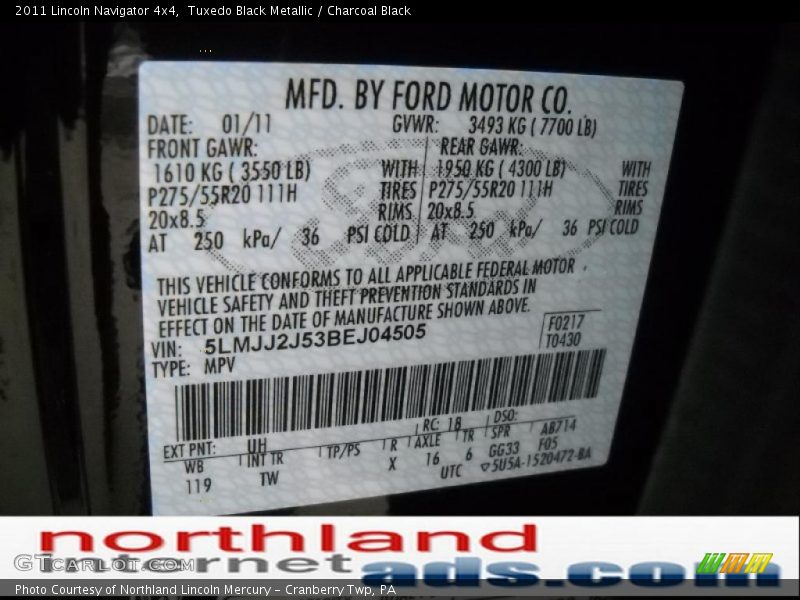 2011 Lincoln Navigator 4x4,  Tuxedo Black Metallic / Charcoal Black
MFD. BY FORD MOTOR CO.
DATE: 01/11 GVWR: 3493 KG ( 7700 LB)
FRONT GAWR: REAR GAWR:
1610 KG ( 3550 LB) WITH 1950 KG ( 4300 LB) WITH
P275/55R20 111H TIRES P275/55R20 111H TIRES
20x8.5 RIMS 20x8.5 RIMS
AT 250 kPa/ 36 PSI COLD AT 250 kPa/ 36 PSI COLD
THIS VEHICLE CONFORMS TO ALL APPLICABLE FEDERAL MOTOR
VEHICLE SAFETY AND THEFT PREVENTION STANDARDS IN
EFFECT ON THE DATE OF MANUFACTURE SHOWN ABOVE.
VIN: 5LMJJ2J53BEJ04505 F0217
TYPE: MPV T0430
EXT PNT: UH RC: 18 DSO:
WB INT TR TP/PS R AXLE TR SPR AB714
119 TW X 16 6 GG33 F05
UTC 5U5A-1520472-BA
northland
internet ads.com
GTCARLOT.COM
Photo Courtesy of Northland Lincoln Mercury – Cranberry Twp, PA